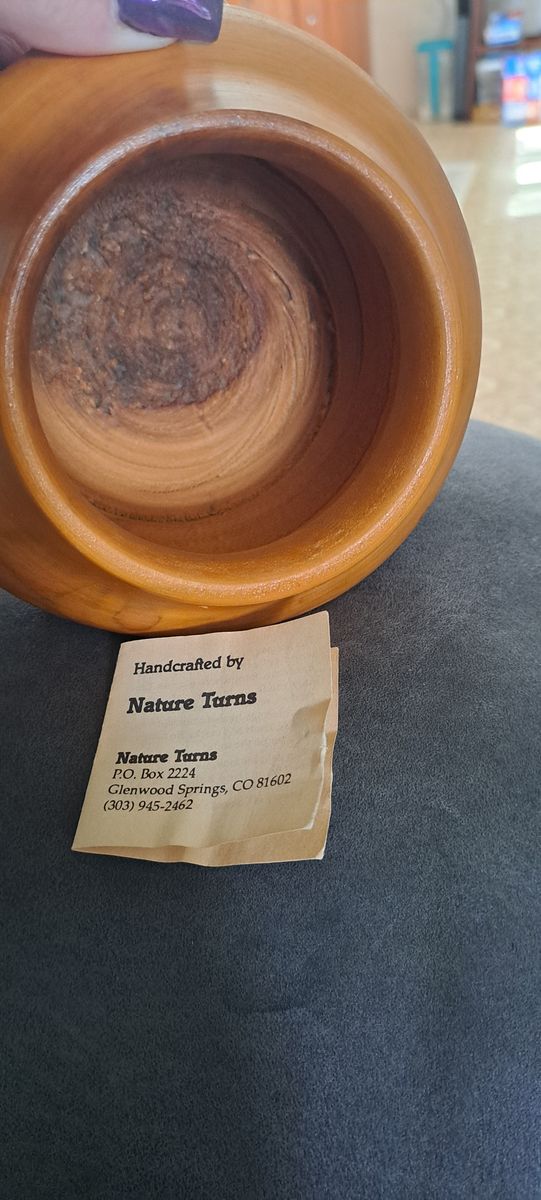 Handcrafted by
Nature Turns
Nature Turns
P.O. Box 2224
Glenwood Springs, CO 81602
(303) 945-2462